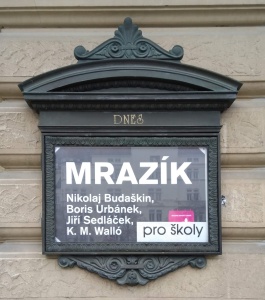 DNES
MRAZÍK
Nikolaj Budaškin,
Boris Urbánek,
Jiří Sedláček,
K. M. Walló
pro školy